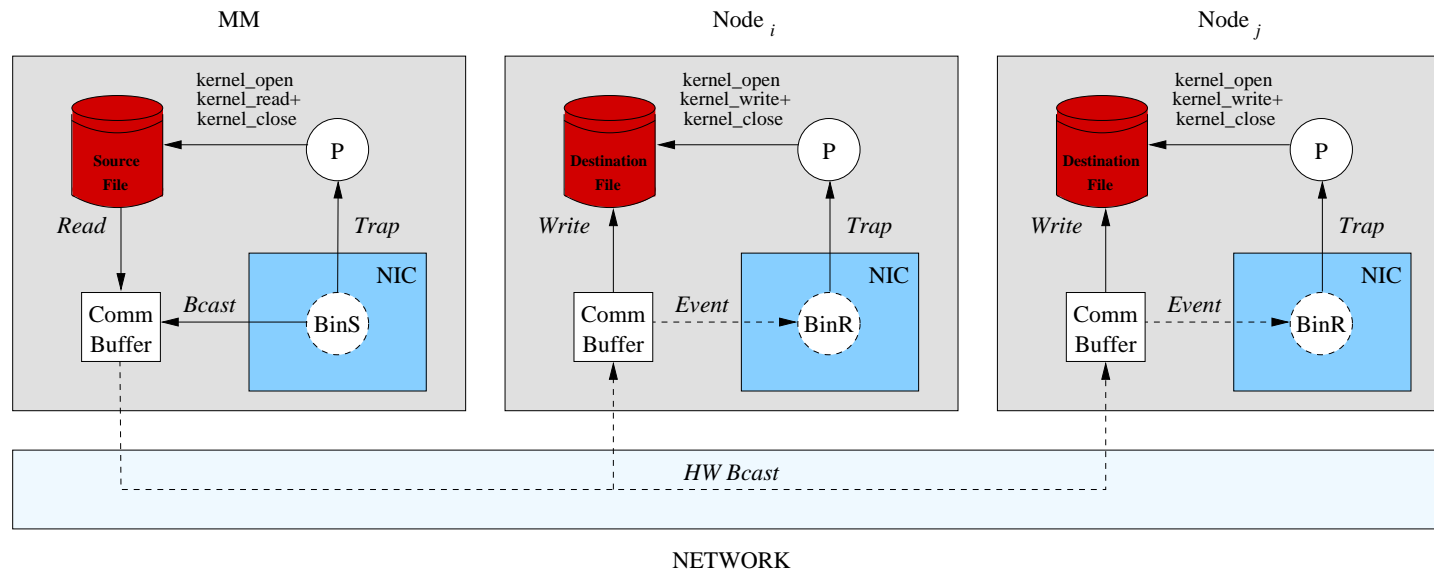 MM
Node i
Node j
kernel_open
kernel_read+
kernel_close
P
Source
File
Read
Trap
NIC
Comm
Buffer
Bcast
BinS
kernel_open
kernel_write+
kernel_close
P
Destination
File
Write
Trap
NIC
Comm
Buffer
Event
BinR
kernel_open
kernel_write+
kernel_close
P
Destination
File
Write
Trap
NIC
Comm
Buffer
Event
BinR
HW Bcast
NETWORK